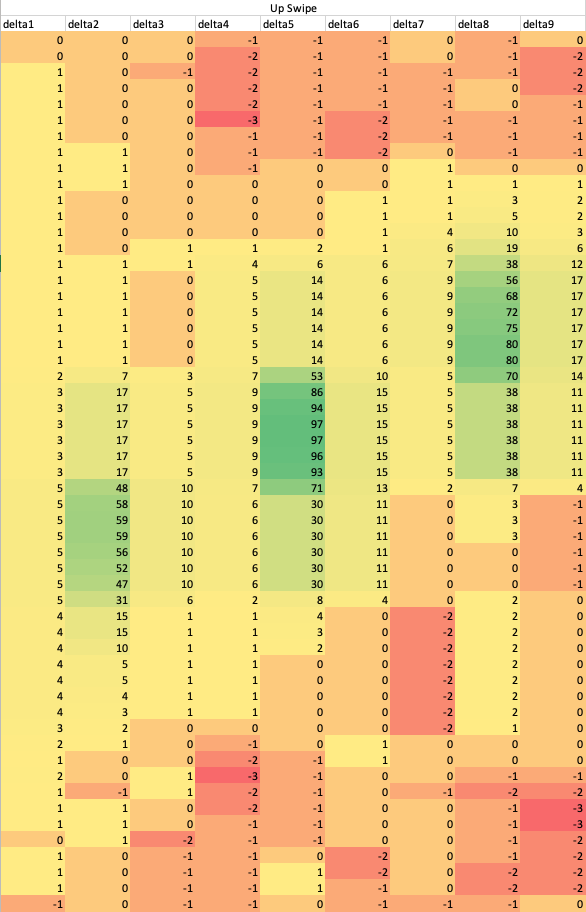 Up Swipe
delta1 delta2 delta3 delta4 delta5 delta6 delta7 delta8 delta9
0 0 0 -1 -1 -1 0 -1 0
0 0 0 -2 -1 -1 -1 -1 -2
1 0 -1 -2 -1 -1 -1 -1 -2
1 0 0 -2 -1 -1 -1 0 -2
1 0 0 -2 -1 -1 -1 0 -1
1 0 0 -3 -1 -2 -1 -1 -1
1 0 0 -1 -1 -2 -1 -1 -1
1 1 0 -1 -1 -2 0 -1 -1
1 1 0 -1 0 0 1 0 0
1 1 0 0 0 0 1 1 1
1 0 0 0 0 1 1 3 2
1 0 0 0 0 1 1 5 2
1 0 0 0 0 1 4 10 3
1 0 1 1 2 1 6 19 6
1 1 1 4 6 6 7 38 12
1 1 0 5 14 6 9 56 17
1 1 0 5 14 6 9 68 17
1 1 0 5 14 6 9 72 17
1 1 0 5 14 6 9 75 17
1 1 0 5 14 6 9 80 17
1 1 0 5 14 6 9 80 17
2 7 3 7 53 10 8 70 14
3 17 5 9 86 15 5 38 11
3 17 5 9 94 15 5 38 11
3 17 5 9 97 15 5 38 11
3 17 5 9 97 15 5 38 11
3 17 5 9 96 15 5 38 11
3 17 5 9 93 15 5 38 11
5 48 10 7 71 13 2 7 4
5 58 10 6 30 11 0 3 -1
5 59 10 6 30 11 0 3 -1
5 59 10 6 30 11 0 3 -1
5 56 10 6 30 11 0 0 -1
5 52 10 6 30 11 0 0 -1
5 47 10 6 30 11 0 0 -1
5 31 6 2 8 4 0 2 0
4 15 1 1 4 0 -2 2 0
4 15 1 1 3 0 -2 2 0
4 10 1 1 2 0 -2 2 0
4 5 1 1 0 0 -2 2 0
4 5 1 1 0 0 -2 2 0
4 4 1 1 0 0 -2 2 0
4 3 1 1 0 0 -2 2 0
3 2 0 0 0 0 -2 1 0
2 1 0 -1 0 1 0 0 0
1 0 0 -2 -1 1 0 0 0
2 0 1 -3 -1 0 0 -1 -1
1 -1 1 -2 -1 0 -1 -2 -2
1 1 0 -2 -1 0 0 -1 -3
1 1 0 -1 -1 0 0 -1 -3
0 1 -2 -1 -1 0 0 -1 -2
1 0 -1 -1 0 -2 0 -1 -2
1 0 -1 -1 1 -2 0 -2 -2
1 0 -1 -1 1 -1 0 -2 -2
-1 0 -1 -1 -1 -1 -1 -1 0